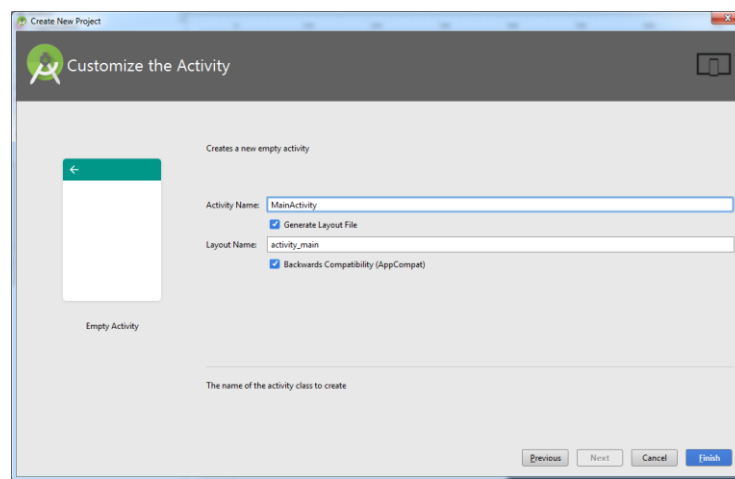 Create New Project
Customize the Activity
Creates a new empty activity
Activity Name: MainActivity
Generate Layout File
Layout Name: activity_main
Backwards Compatibility (AppCompat)
Empty Activity
The name of the activity class to create
Previous Next Cancel Finish